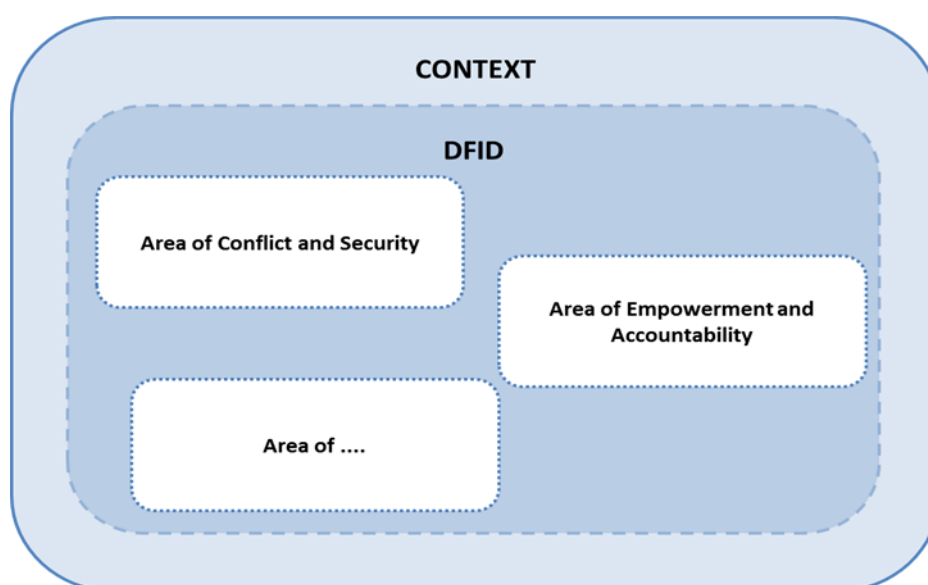 CONTEXT
DFID
Area of Conflict and Security
Area of Empowerment and
Accountability
Area of ....